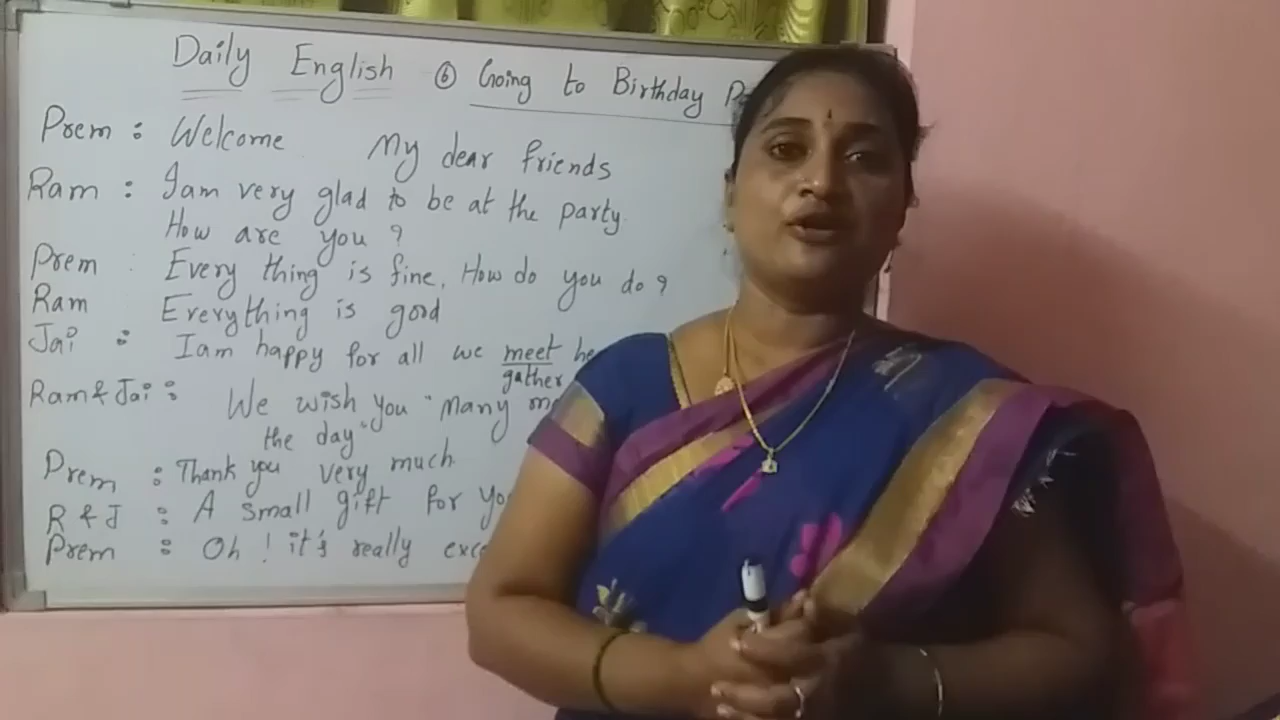 Daily English ⑥ Going to Birthday
Prem : Welcome My dear friends
Ram : Iam very glad to be at the party.
How are you ?
Prem : Every thing is fine. How do you do ?
Ram Everything is good
Jai : Iam happy for all we meet
gather
Ram & Jai : We wish you "Many
the day"
Prem : Thank you very much.
R & J : A small gift for
Prem : Oh ! it's really